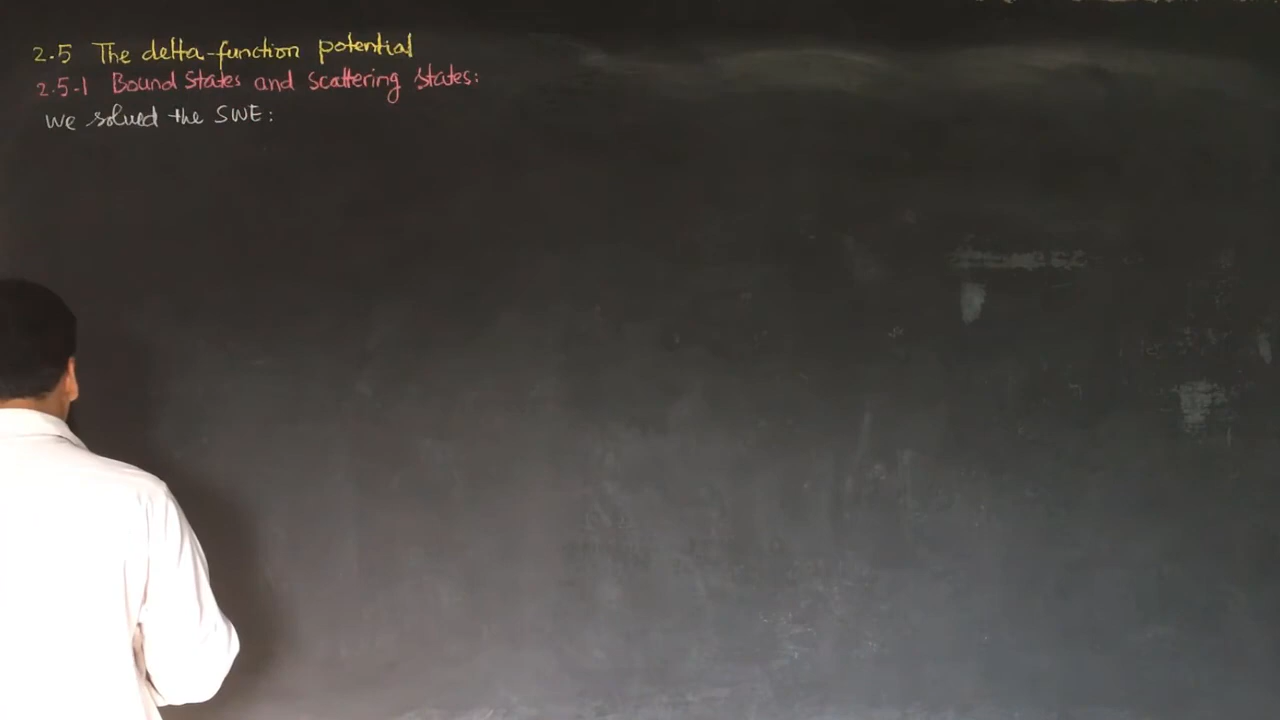 2.5 The delta-function potential
2.5-1 Bound States and scattering states:
we solved the SWE: